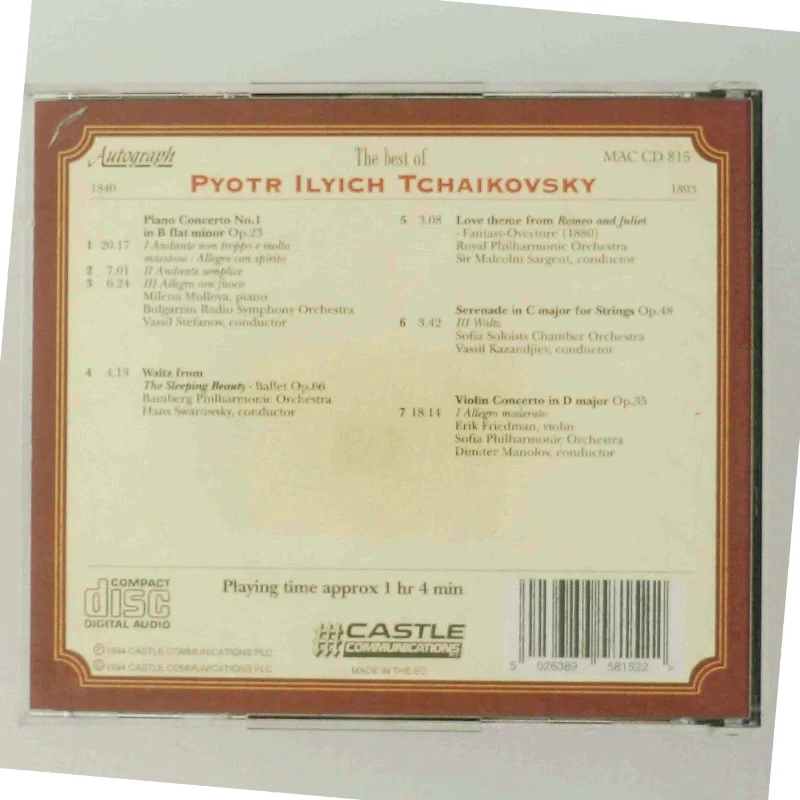 Autograph
The best of
MAC CD 815
1840
PYOTR ILYICH TCHAIKOVSKY
1893
Piano Concerto No.1
in B flat minor Op.23
1 20.17 I Andante non troppo e molto
maestoso - Allegro con spirito
2 7.01 II Andante semplice
3 6.24 III Allegro con fuoco
Milena Mollova, piano
Bulgarian Radio Symphony Orchestra
Vassil Stefanov, conductor
4 4.13 Waltz from
The Sleeping Beauty - Ballet Op.66
Bamberg Philharmonic Orchestra
Hans Swarowsky, conductor
5 3.08 Love theme from Romeo and Juliet
- Fantasy-Overture (1880)
Royal Philharmonic Orchestra
Sir Malcolm Sargent, conductor
Serenade in C major for Strings Op.48
6 3.42 III Waltz
Sofia Soloists Chamber Orchestra
Vassil Kazandjiev, conductor
Violin Concerto in D major Op.35
7 18.14 I Allegro moderato
Erik Friedman, violin
Sofia Philharmonic Orchestra
Dimiter Manolov, conductor
COMPACT
disc
DIGITAL AUDIO
Playing time approx 1 hr 4 min
CASTLE
COMMUNICATIONS
MADE IN THE EC
℗ 1994 CASTLE COMMUNICATIONS PLC
© 1994 CASTLE COMMUNICATIONS PLC
5 026389 581522 >